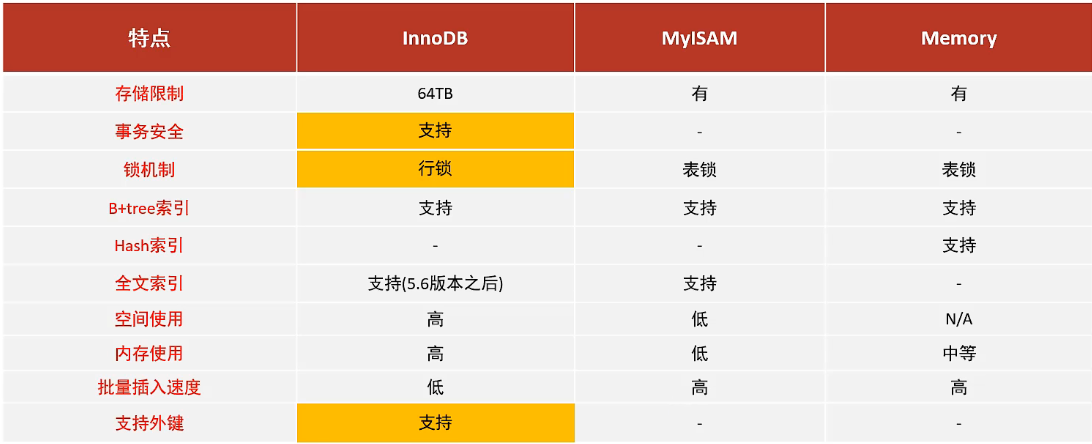 特点 InnoDB MyISAM Memory
存储限制 64TB 有 有
事务安全 支持 - -
锁机制 行锁 表锁 表锁
B+tree索引 支持 支持 支持
Hash索引 - - 支持
全文索引 支持(5.6版本之后) 支持 -
空间使用 高 低 N/A
内存使用 高 低 中等
批量插入速度 低 高 高
支持外键 支持 - -